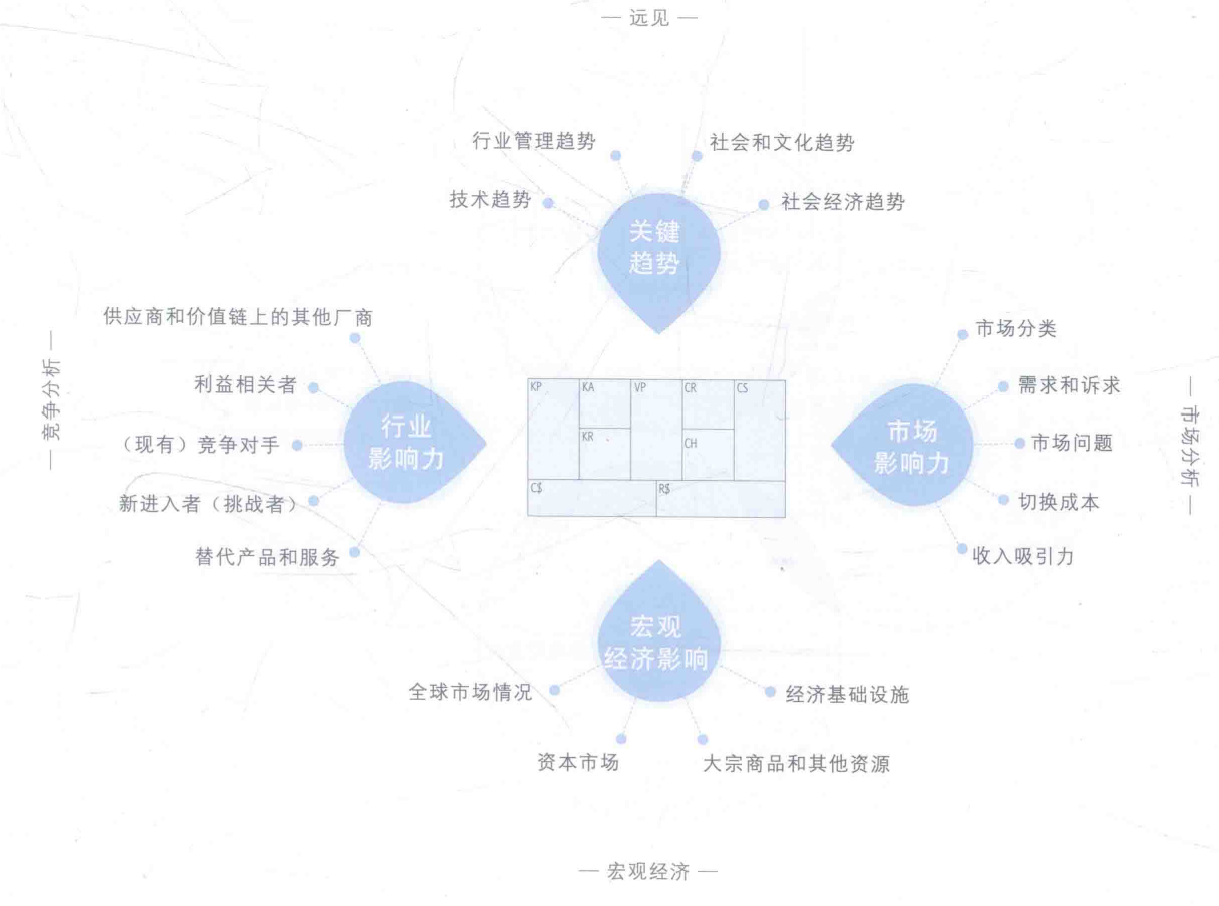 — 远见 —
行业管理趋势
社会和文化趋势
技术趋势
社会经济趋势
关键
趋势
供应商和价值链上的其他厂商
利益相关者
（现有）竞争对手
新进入者（挑战者）
替代产品和服务
— 竞争分析 —
行业
影响力
KP
KA
VP
CR
CS
KR
CH
C$
R$
市场
影响力
市场分类
需求和诉求
市场问题
切换成本
收入吸引力
— 市场分析 —
宏观
经济影响
全球市场情况
经济基础设施
资本市场
大宗商品和其他资源
— 宏观经济 —